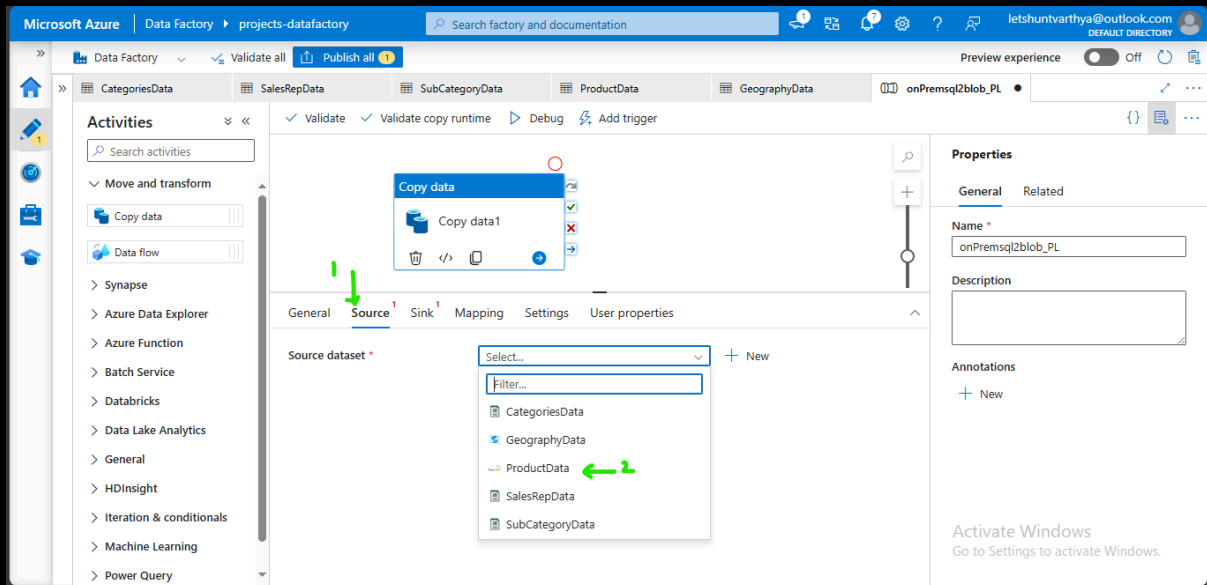 Microsoft Azure
Data Factory
projects-datafactory
Search factory and documentation
1
7
letshuntvarthya@outlook.com
DEFAULT DIRECTORY
Data Factory
Validate all
Publish all 1
Preview experience
Off
CategoriesData
SalesRepData
SubCategoryData
ProductData
GeographyData
onPremsql2blob_PL
1
Activities
Search activities
Move and transform
Copy data
Data flow
Synapse
Azure Data Explorer
Azure Function
Batch Service
Databricks
Data Lake Analytics
General
HDInsight
Iteration & conditionals
Machine Learning
Power Query
Validate
Validate copy runtime
Debug
Add trigger
Copy data
Copy data1
1
General
Source 1
Sink 1
Mapping
Settings
User properties
Source dataset *
Select...
New
Filter...
CategoriesData
GeographyData
ProductData
2
SalesRepData
SubCategoryData
Properties
General
Related
Name *
onPremsql2blob_PL
Description
Annotations
New
Activate Windows
Go to Settings to activate Windows.